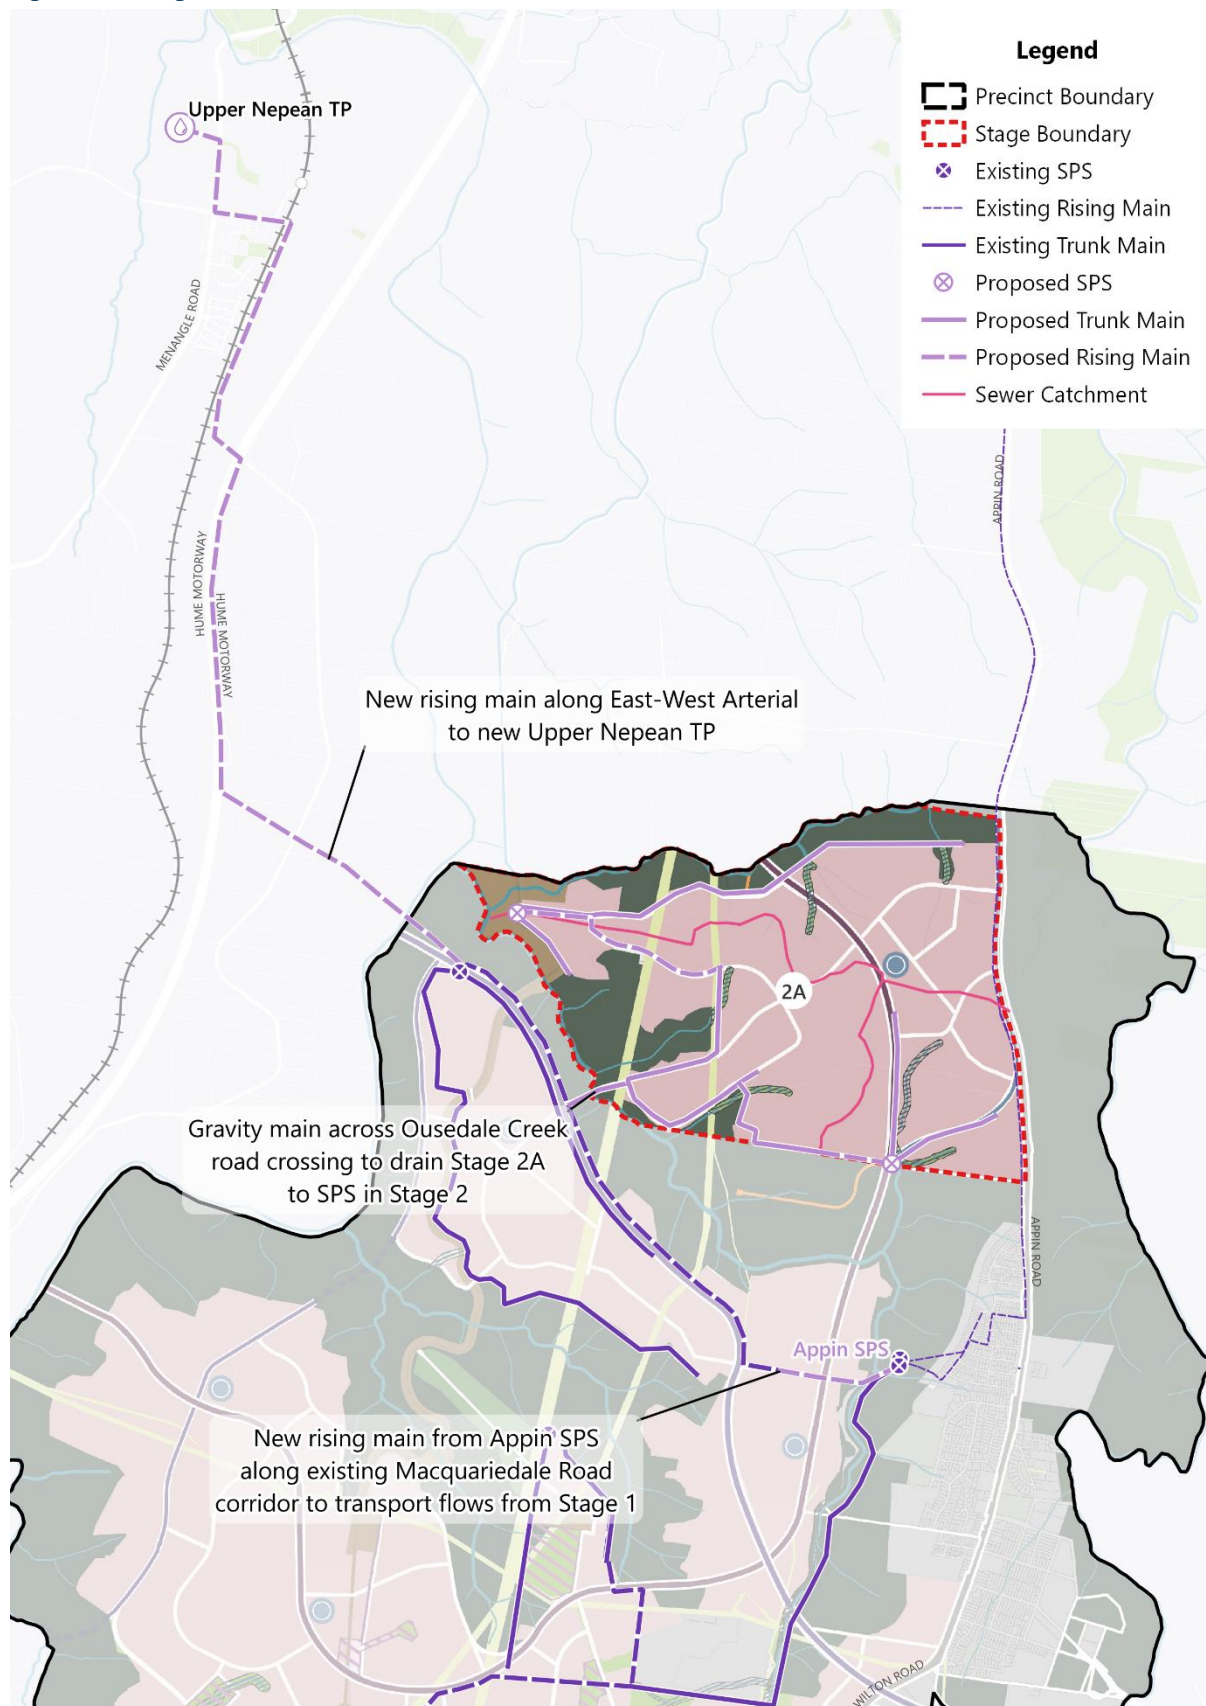 Legend
Precinct Boundary
Stage Boundary
Existing SPS
Existing Rising Main
Existing Trunk Main
Proposed SPS
Proposed Trunk Main
Proposed Rising Main
Sewer Catchment
Upper Nepean TP
MENANGLE ROAD
APPIN ROAD
HUME MOTORWAY
HUME MOTORWAY
New rising main along East-West Arterial
to new Upper Nepean TP
2A
Gravity main across Ousedale Creek
road crossing to drain Stage 2A
to SPS in Stage 2
APPIN ROAD
Appin SPS
New rising main from Appin SPS
along existing Macquariedale Road
corridor to transport flows from Stage 1
WILTON ROAD